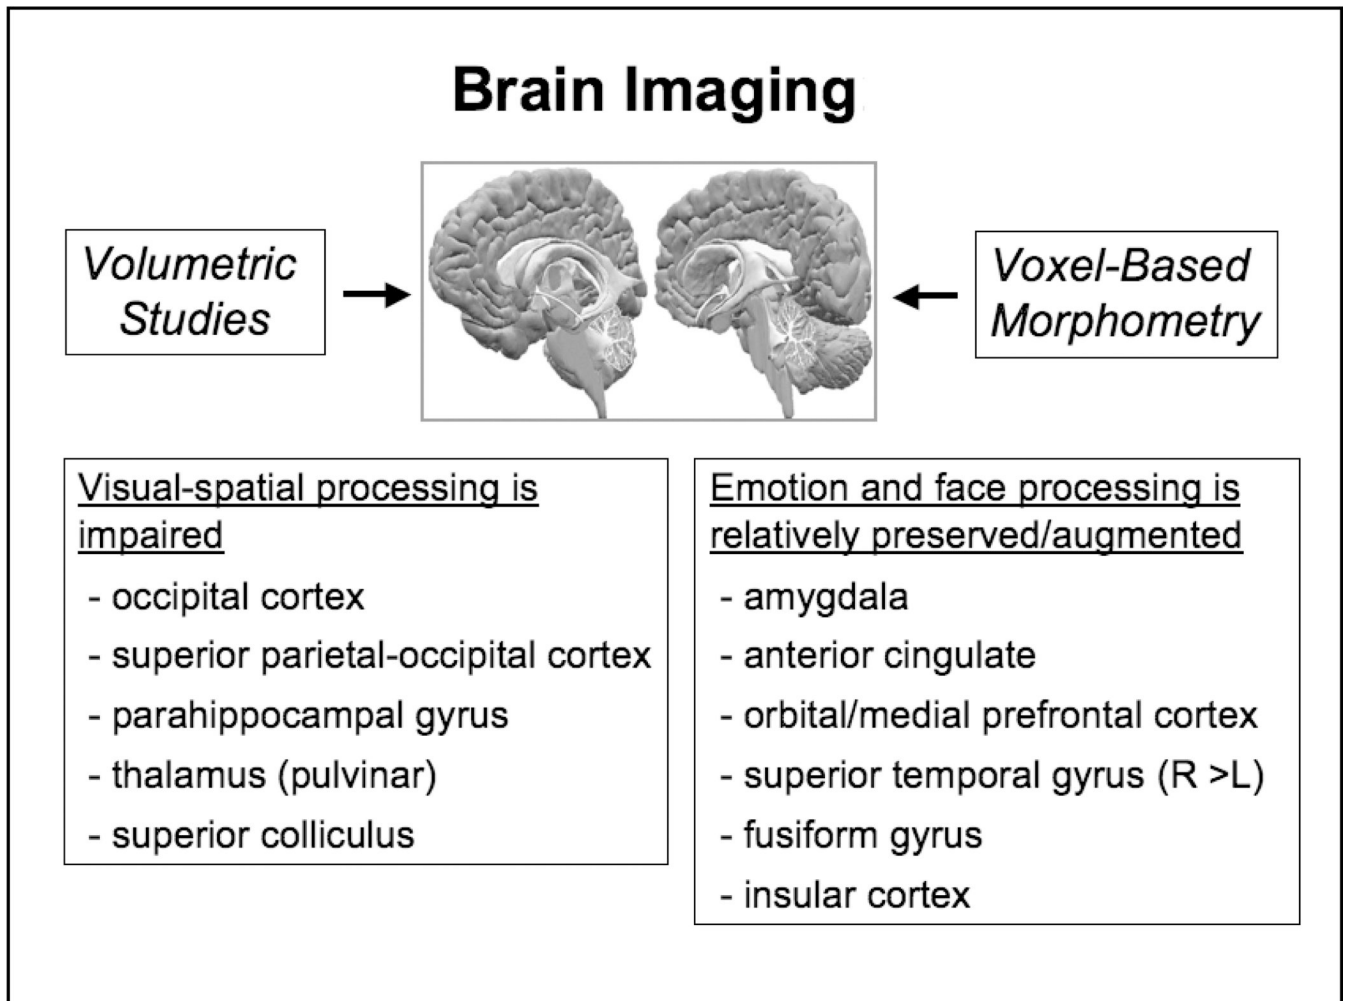 Brain Imaging
Volumetric
Studies
Voxel-Based
Morphometry
Visual-spatial processing is
impaired
- occipital cortex
- superior parietal-occipital cortex
- parahippocampal gyrus
- thalamus (pulvinar)
- superior colliculus
Emotion and face processing is
relatively preserved/augmented
- amygdala
- anterior cingulate
- orbital/medial prefrontal cortex
- superior temporal gyrus (R >L)
- fusiform gyrus
- insular cortex